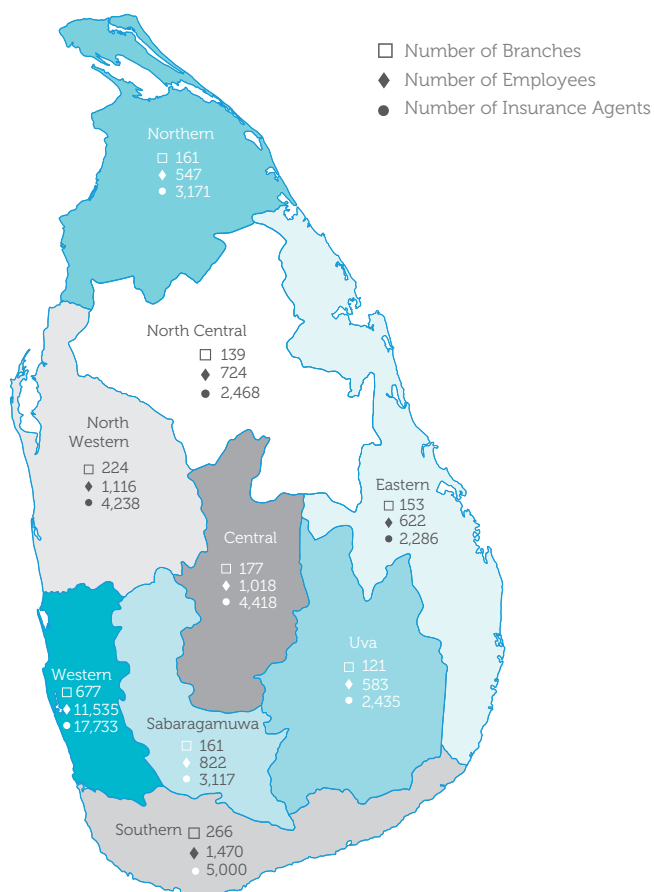 Number of Branches
Number of Employees
Number of Insurance Agents
Northern
161
547
3,171
North Central
139
724
2,468
North
Western
224
1,116
4,238
Eastern
153
622
2,286
Central
177
1,018
4,418
Uva
121
583
2,435
Western
677
11,535
17,733
Sabaragamuwa
161
822
3,117
Southern
266
1,470
5,000